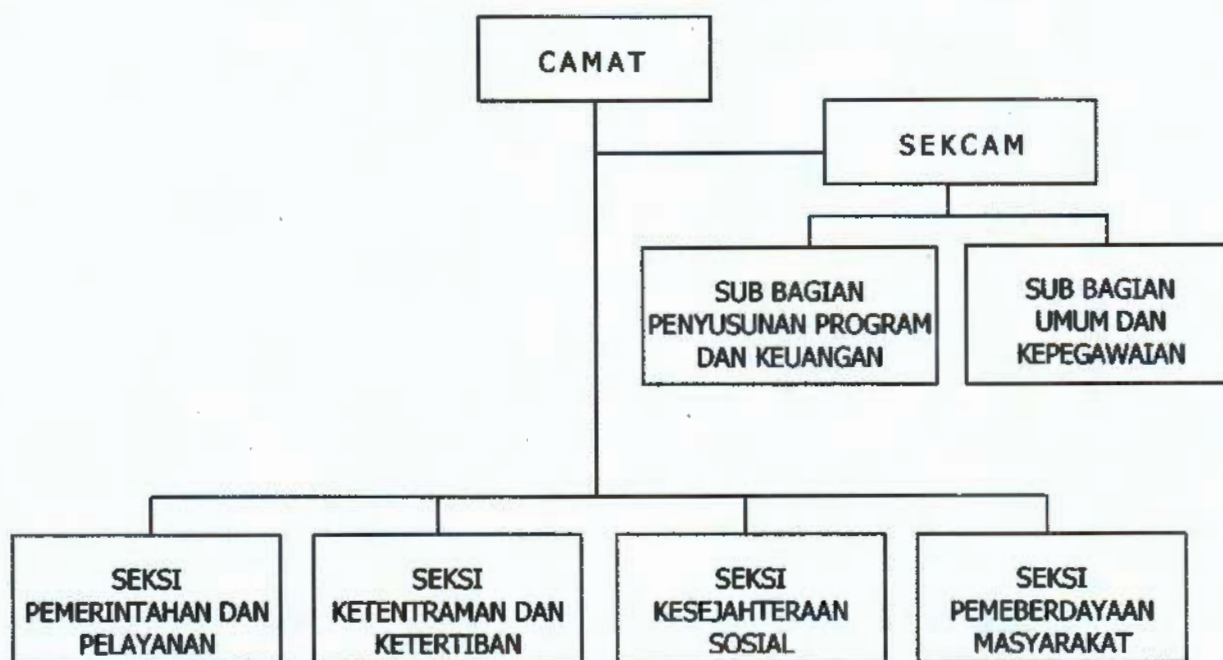 CAMAT
SEKCAM
SUB BAGIAN
PENYUSUNAN PROGRAM
DAN KEUANGAN
SUB BAGIAN
UMUM DAN
KEPEGAWAIAN
SEKSI
PEMERINTAHAN DAN
PELAYANAN
SEKSI
KETENTRAMAN DAN
KETERTIBAN
SEKSI
KESEJAHTERAAN
SOSIAL
SEKSI
PEMEBERDAYAAN
MASYARAKAT